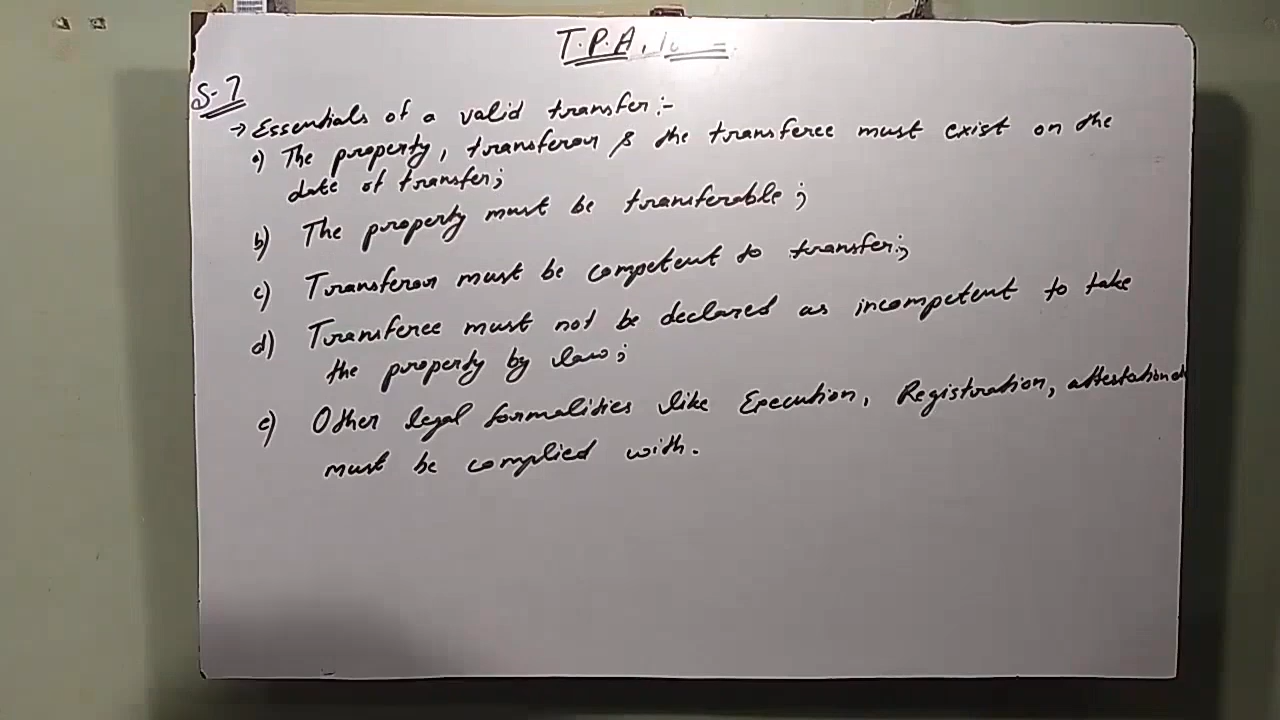 T.P.A.
S-7
→ Essentials of a valid transfer:-
a) The property, transferor & the transferee must exist on the
date of transfer;
b) The property must be transferable;
c) Transferor must be competent to transfer;
d) Transferee must not be declared as incompetent to take
the property by law;
e) Other legal formalities like Execution, Registration, attestation
must be complied with.